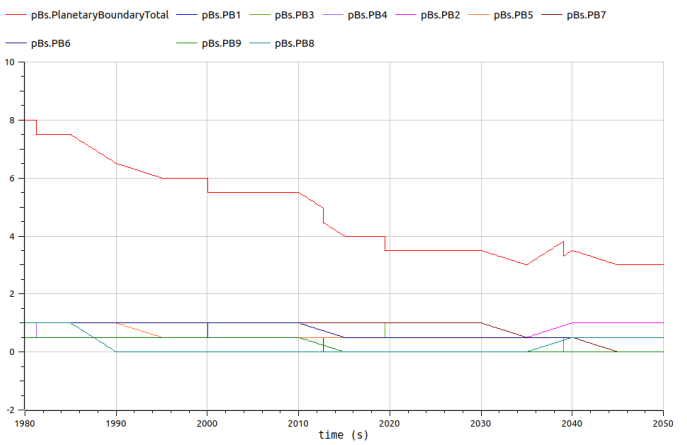 pBs.PlanetaryBoundaryTotal pBs.PB1 pBs.PB3 pBs.PB4 pBs.PB2 pBs.PB5 pBs.PB7
pBs.PB6 pBs.PB9 pBs.PB8
10
8
6
4
2
0
-2
1980 1990 2000 2010 2020 2030 2040 2050
time (s)